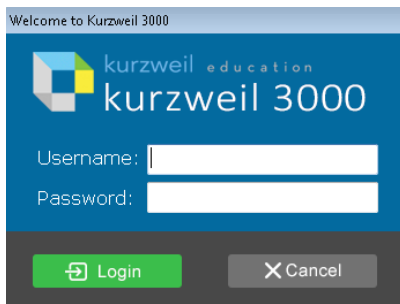 Welcome to Kurzweil 3000
kurzweil education
kurzweil 3000
Username:
Password:
Login
Cancel